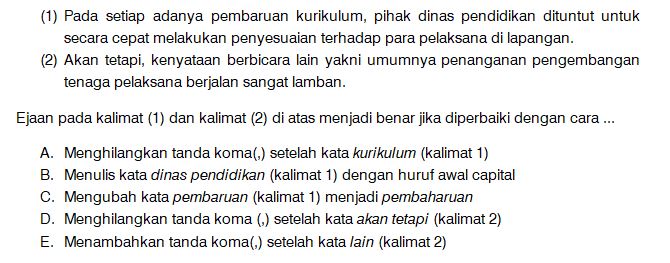 (1) Pada setiap adanya pembaruan kurikulum, pihak dinas pendidikan dituntut untuk
secara cepat melakukan penyesuaian terhadap para pelaksana di lapangan.
(2) Akan tetapi, kenyataan berbicara lain yakni umumnya penanganan pengembangan
tenaga pelaksana berjalan sangat lamban.
Ejaan pada kalimat (1) dan kalimat (2) di atas menjadi benar jika diperbaiki dengan cara ...
A. Menghilangkan tanda koma(,) setelah kata kurikulum (kalimat 1)
B. Menulis kata dinas pendidikan (kalimat 1) dengan huruf awal capital
C. Mengubah kata pembaruan (kalimat 1) menjadi pembaharuan
D. Menghilangkan tanda koma (,) setelah kata akan tetapi (kalimat 2)
E. Menambahkan tanda koma(,) setelah kata lain (kalimat 2)